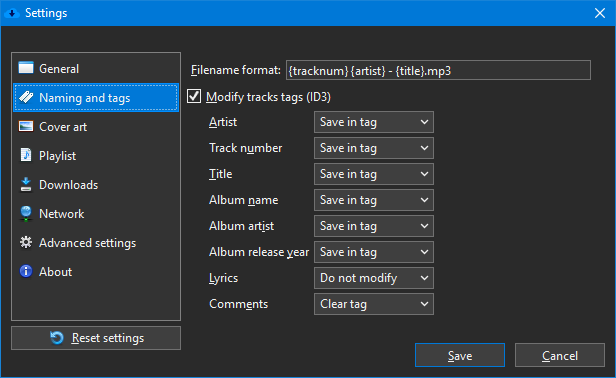 Settings
General
Naming and tags
Cover art
Playlist
Downloads
Network
Advanced settings
About
Reset settings
Filename format: {tracknum} {artist} - {title}.mp3
Modify tracks tags (ID3)
Artist Save in tag
Track number Save in tag
Title Save in tag
Album name Save in tag
Album artist Save in tag
Album release year Save in tag
Lyrics Do not modify
Comments Clear tag
Save Cancel